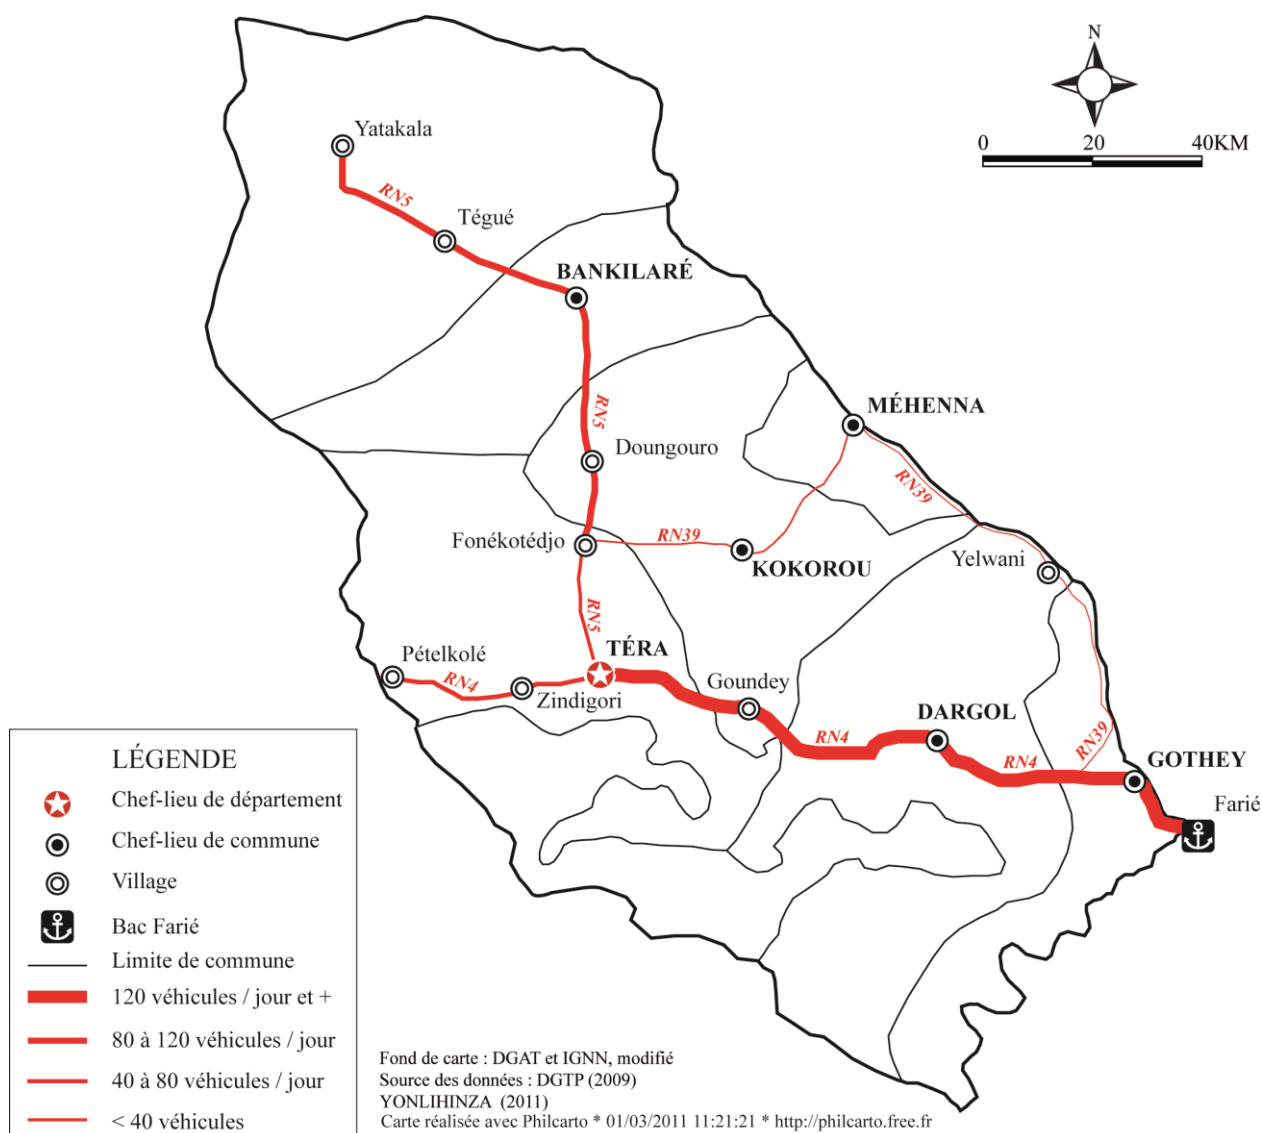 N
0 20 40KM
Yatakala
RN5
Tégué
BANKILARÉ
RN5
MÉHENNA
Doungouro
RN39
Fonékotédjo
RN39
KOKOROU
Yelwani
RN5
TÉRA
Pételkolé
RN4
Zindigori
Goundey
DARGOL
RN4
RN4
RN39
GOTHEY
Farié
LÉGENDE
Chef-lieu de département
Chef-lieu de commune
Village
Bac Farié
Limite de commune
120 véhicules / jour et +
80 à 120 véhicules / jour
40 à 80 véhicules / jour
< 40 véhicules
Fond de carte : DGAT et IGNN, modifié
Source des données : DGTP (2009)
YONLIHINZA (2011)
Carte réalisée avec Philcarto * 01/03/2011 11:21:21 * http://philcarto.free.fr